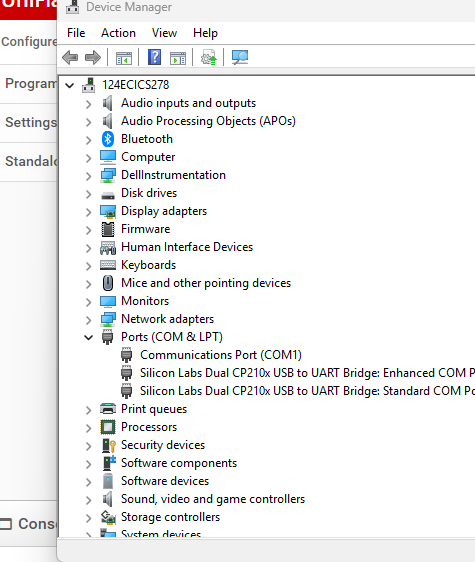 UniFla
Device Manager
File Action View Help
Configure
Program
Settings
Standalo
124ECICS278
Audio inputs and outputs
Audio Processing Objects (APOs)
Bluetooth
Computer
DellInstrumentation
Disk drives
Display adapters
Firmware
Human Interface Devices
Keyboards
Mice and other pointing devices
Monitors
Network adapters
Ports (COM & LPT)
Communications Port (COM1)
Silicon Labs Dual CP210x USB to UART Bridge: Enhanced COM P
Silicon Labs Dual CP210x USB to UART Bridge: Standard COM Po
Print queues
Processors
Security devices
Software components
Software devices
Sound, video and game controllers
Storage controllers
System devices
Conso